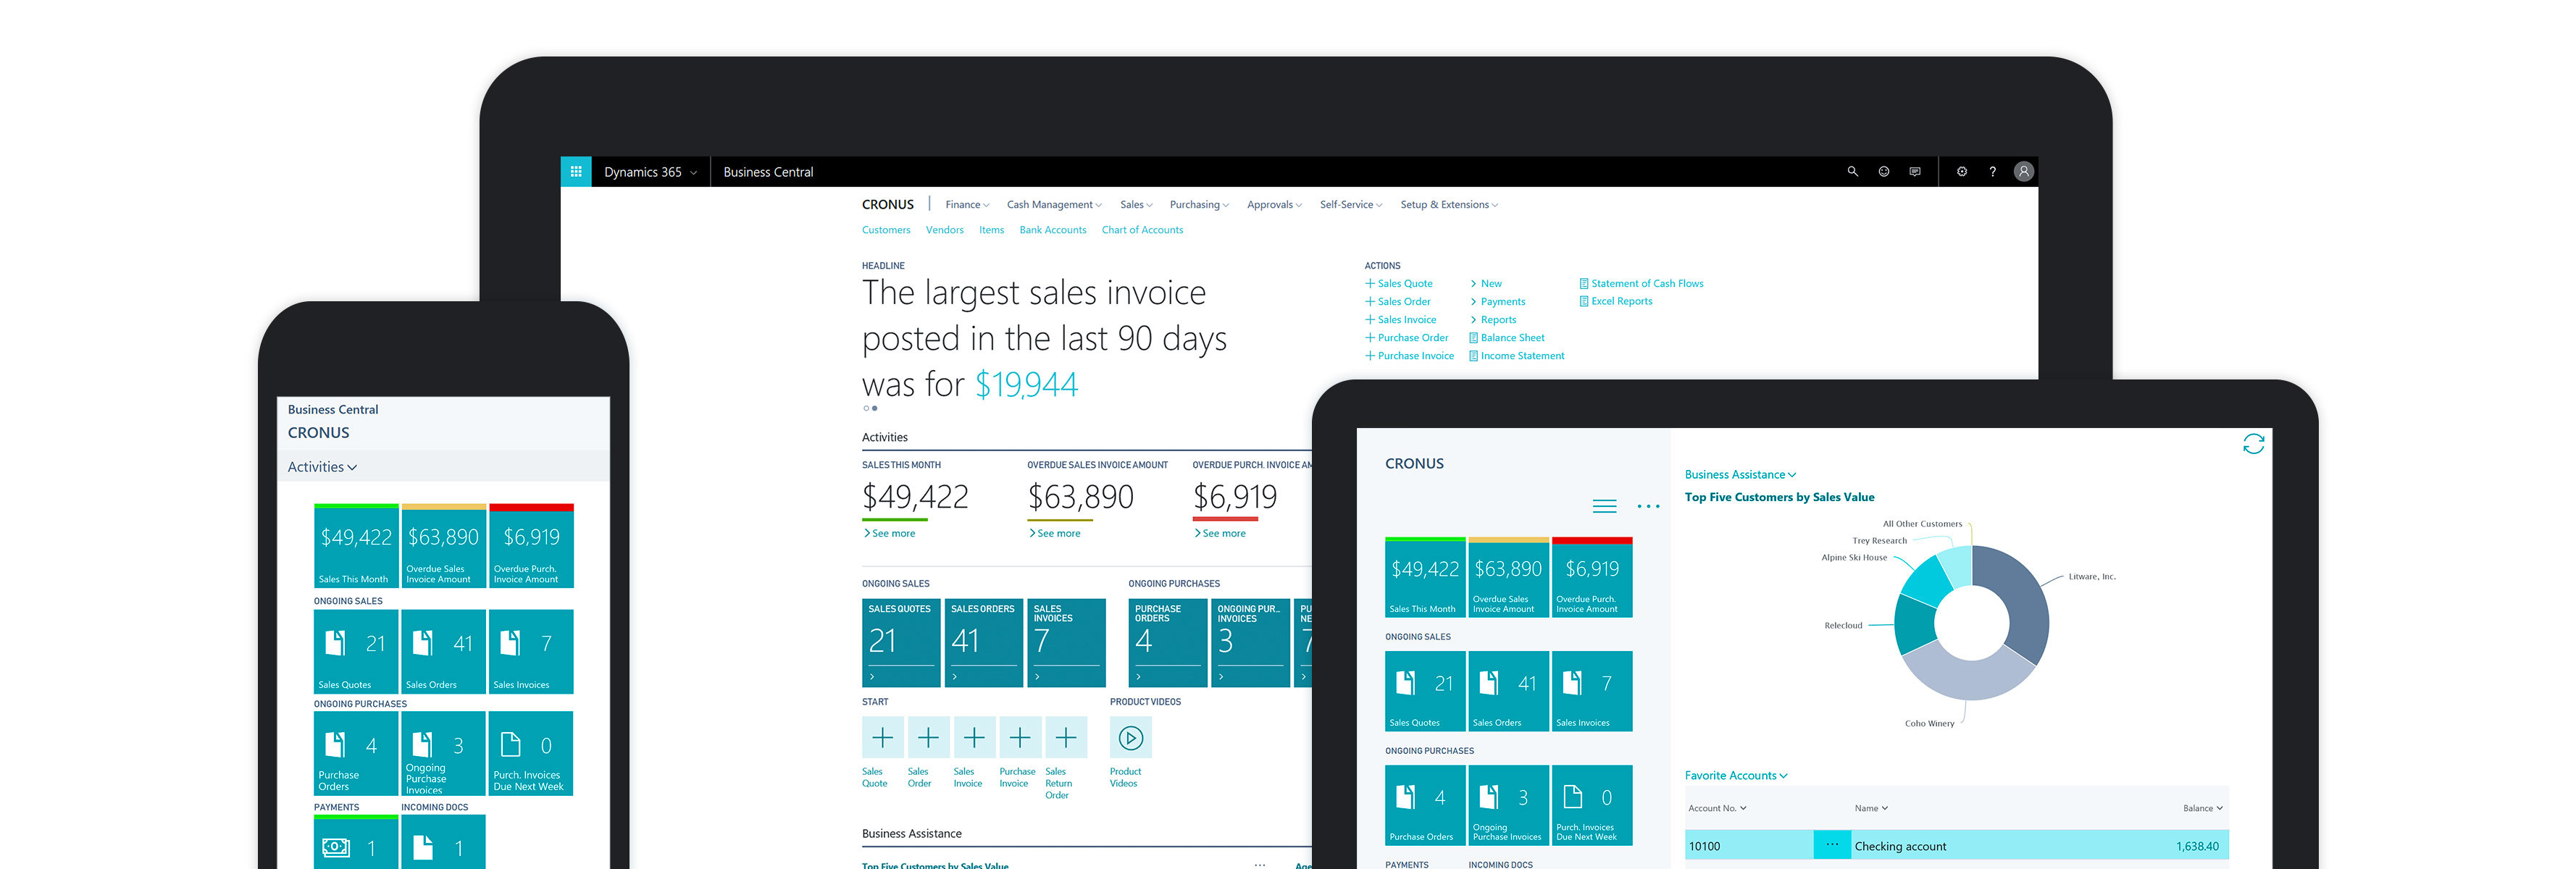 Dynamics 365
Business Central
?
CRONUS
Finance
Cash Management
Sales
Purchasing
Approvals
Self-Service
Setup & Extensions
Customers
Vendors
Items
Bank Accounts
Chart of Accounts
HEADLINE
The largest sales invoice
posted in the last 90 days
was for $19,944
ACTIONS
Sales Quote
Sales Order
Sales Invoice
Purchase Order
Purchase Invoice
New
Payments
Reports
Balance Sheet
Income Statement
Statement of Cash Flows
Excel Reports
Activities
SALES THIS MONTH
$49,422
See more
OVERDUE SALES INVOICE AMOUNT
$63,890
See more
OVERDUE PURCH. INVOICE AM
$6,919
See more
ONGOING SALES
SALES QUOTES
21
SALES ORDERS
41
SALES
INVOICES
7
ONGOING PURCHASES
PURCHASE
ORDERS
4
ONGOING PUR...
INVOICES
3
PU
NE
START
Sales
Quote
Sales
Order
Sales
Invoice
Purchase
Invoice
Sales
Return
Order
PRODUCT VIDEOS
Product
Videos
Business Assistance
Top Five Customers by Sales Value
...
Age
Business Central
CRONUS
Activities
$49,422
Sales This Month
$63,890
Overdue Sales
Invoice Amount
$6,919
Overdue Purch.
Invoice Amount
ONGOING SALES
21
Sales Quotes
41
Sales Orders
7
Sales Invoices
ONGOING PURCHASES
4
Purchase
Orders
3
Ongoing
Purchase
Invoices
0
Purch. Invoices
Due Next Week
PAYMENTS
1
INCOMING DOCS
1
CRONUS
...
$49,422
Sales This Month
$63,890
Overdue Sales
Invoice Amount
$6,919
Overdue Purch.
Invoice Amount
ONGOING SALES
21
Sales Quotes
41
Sales Orders
7
Sales Invoices
ONGOING PURCHASES
4
Purchase Orders
3
Ongoing
Purchase Invoices
0
Purch. Invoices
Due Next Week
PAYMENTS
INCOMING DOCS
Business Assistance
Top Five Customers by Sales Value
All Other Customers
Trey Research
Alpine Ski House
Litware, Inc.
Relecloud
Coho Winery
Favorite Accounts
Account No.
Name
Balance
10100
...
Checking account
1,638.40